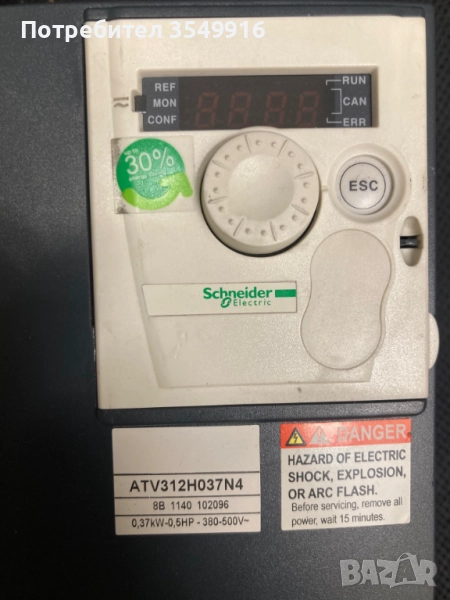 Потребител 3549916
REF
MON
CONF
RUN
CAN
ERR
30%
ESC
Schneider
Electric
ATV312H037N4
8B 1140 102096
0,37kW-0,5HP - 380-500V~
DANGER
HAZARD OF ELECTRIC
SHOCK, EXPLOSION,
OR ARC FLASH.
Before servicing, remove all
power, wait 15 minutes.
BAZAR